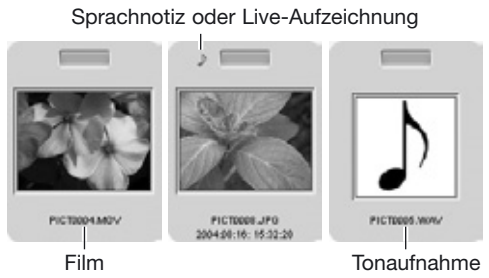 Sprachnotiz oder Live-Aufzeichnung
PICT0004.MOV
PICT0008.JPG
2004:08:16: 15:32:20
PICT0005.WAV
Film
Tonaufnahme